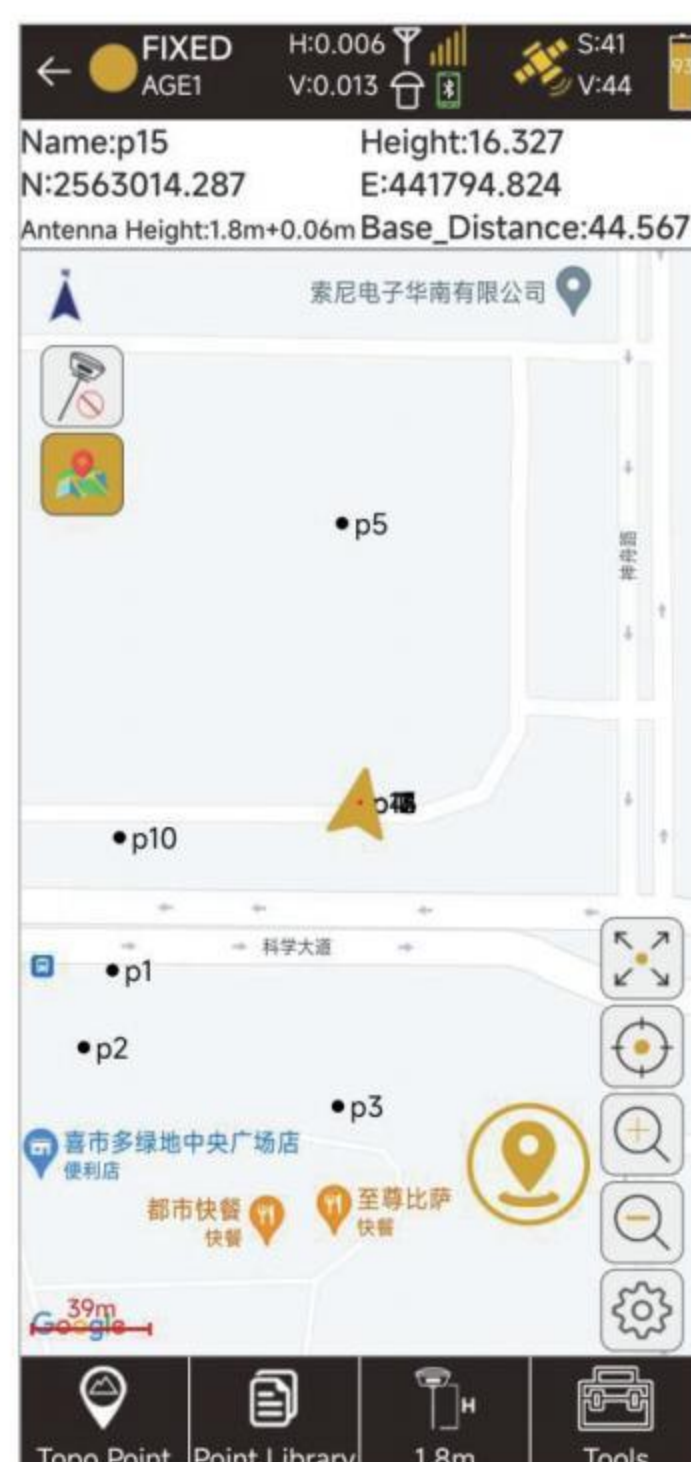 FIXED
AGE1
H:0.006
V:0.013
S:41
V:44
93
Name:p15
Height:16.327
N:2563014.287
E:441794.824
Antenna Height:1.8m+0.06m
Base_Distance:44.567
索尼电子华南有限公司
p5
神舟路
p10
科学大道
p1
p2
p3
喜市多绿地中央广场店
便利店
都市快餐
快餐
至尊比萨
快餐
39m
Google
H
Topo Point
Point Library
1.8m
Tools